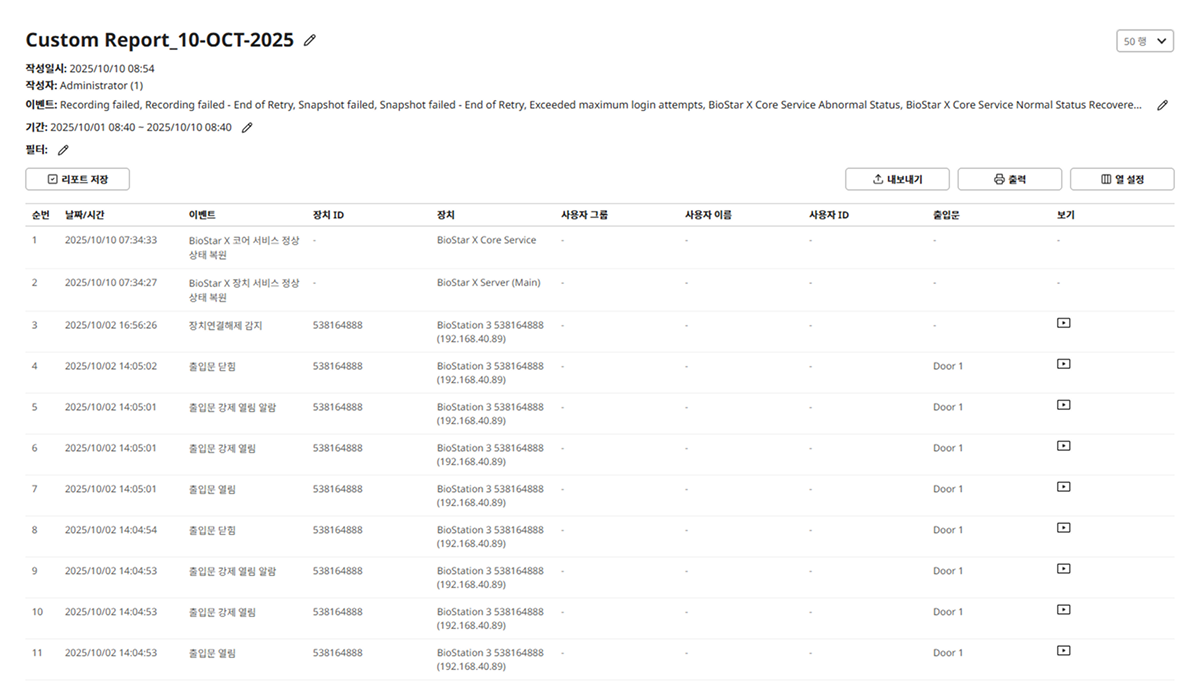 Custom Report_10-OCT-2025
50 행
작성일시: 2025/10/10 08:54
작성자: Administrator (1)
이벤트: Recording failed, Recording failed - End of Retry, Snapshot failed, Snapshot failed - End of Retry, Exceeded maximum login attempts, BioStar X Core Service Abnormal Status, BioStar X Core Service Normal Status Recovere...
기간: 2025/10/01 08:40 ~ 2025/10/10 08:40
필터:
리포트 저장 내보내기 출력 열 설정
순번 날짜/시간 이벤트 장치 ID 장치 사용자 그룹 사용자 이름 사용자 ID 출입문 보기
1 2025/10/10 07:34:33 BioStar X 코어 서비스 정상 - BioStar X Core Service - - - - -
상태 복원
2 2025/10/10 07:34:27 BioStar X 장치 서비스 정상 - BioStar X Server (Main) - - - - -
상태 복원
3 2025/10/02 16:56:26 장치연결해제 감지 538164888 BioStation 3 538164888 - - - -
(192.168.40.89)
4 2025/10/02 14:05:02 출입문 닫힘 538164888 BioStation 3 538164888 - - - Door 1
(192.168.40.89)
5 2025/10/02 14:05:01 출입문 강제 열림 알람 538164888 BioStation 3 538164888 - - - Door 1
(192.168.40.89)
6 2025/10/02 14:05:01 출입문 강제 열림 538164888 BioStation 3 538164888 - - - Door 1
(192.168.40.89)
7 2025/10/02 14:05:01 출입문 열림 538164888 BioStation 3 538164888 - - - Door 1
(192.168.40.89)
8 2025/10/02 14:04:54 출입문 닫힘 538164888 BioStation 3 538164888 - - - Door 1
(192.168.40.89)
9 2025/10/02 14:04:53 출입문 강제 열림 알람 538164888 BioStation 3 538164888 - - - Door 1
(192.168.40.89)
10 2025/10/02 14:04:53 출입문 강제 열림 538164888 BioStation 3 538164888 - - - Door 1
(192.168.40.89)
11 2025/10/02 14:04:53 출입문 열림 538164888 BioStation 3 538164888 - - - Door 1
(192.168.40.89)